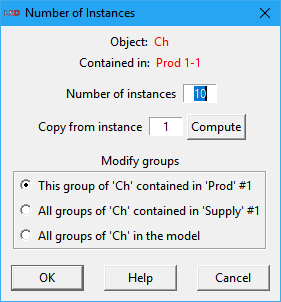 Number of Instances
Object: Ch
Contained in: Prod 1-1
Number of instances 10
Copy from instance 1 Compute
Modify groups
This group of 'Ch' contained in 'Prod' #1
All groups of 'Ch' contained in 'Supply' #1
All groups of 'Ch' in the model
OK Help Cancel